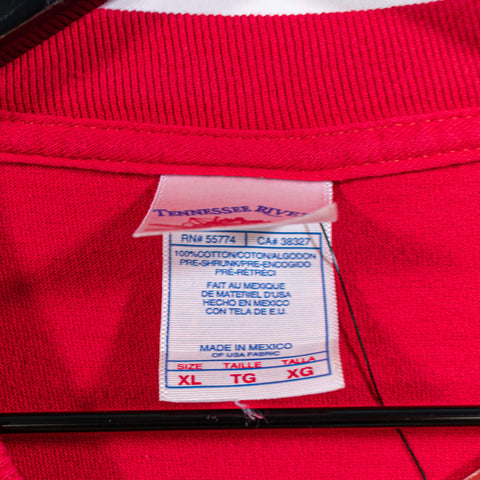 TENNESSEE RIVER
RN# 55774 CA# 38327
100%COTTON/COTON/ALGODON
PRE-SHRUNK/PRE-ENCOGIDO
PRÉ-RÉTRECI
FAIT AU MEXIQUE
DE MATERIEL D'USA
HECHO EN MEXICO
CON TELA DE E.U.
MADE IN MEXICO
OF USA FABRIC
SIZE TAILLE TALLA
XL TG XG